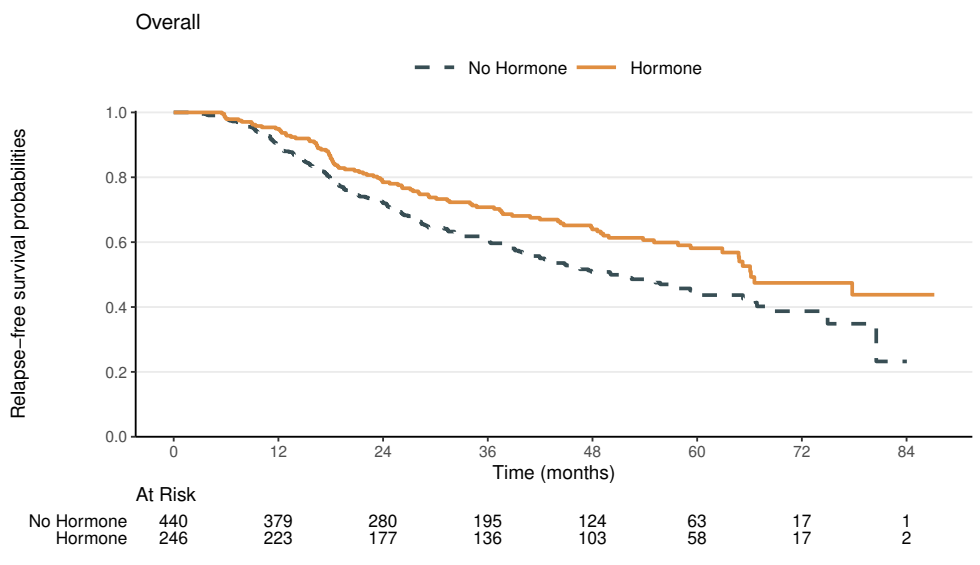 Overall
No Hormone Hormone
Relapse−free survival probabilities
1.0
0.8
0.6
0.4
0.2
0.0
0 12 24 36 48 60 72 84
Time (months)
At Risk
No Hormone 440 379 280 195 124 63 17 1
Hormone 246 223 177 136 103 58 17 2